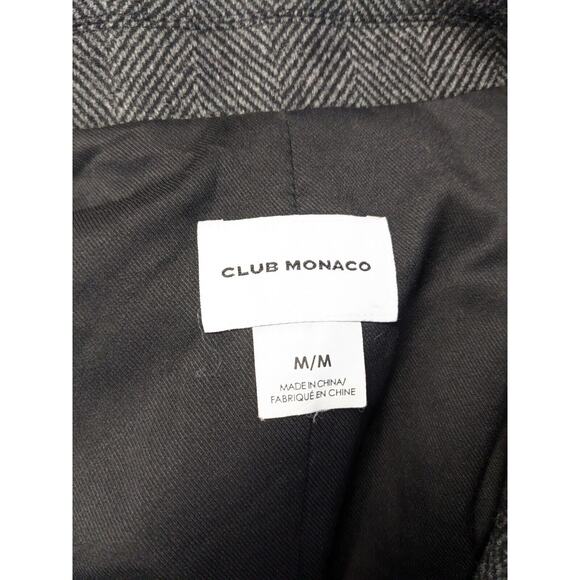 CLUB MONACO
M/M
MADE IN CHINA/
FABRIQUÉ EN CHINE